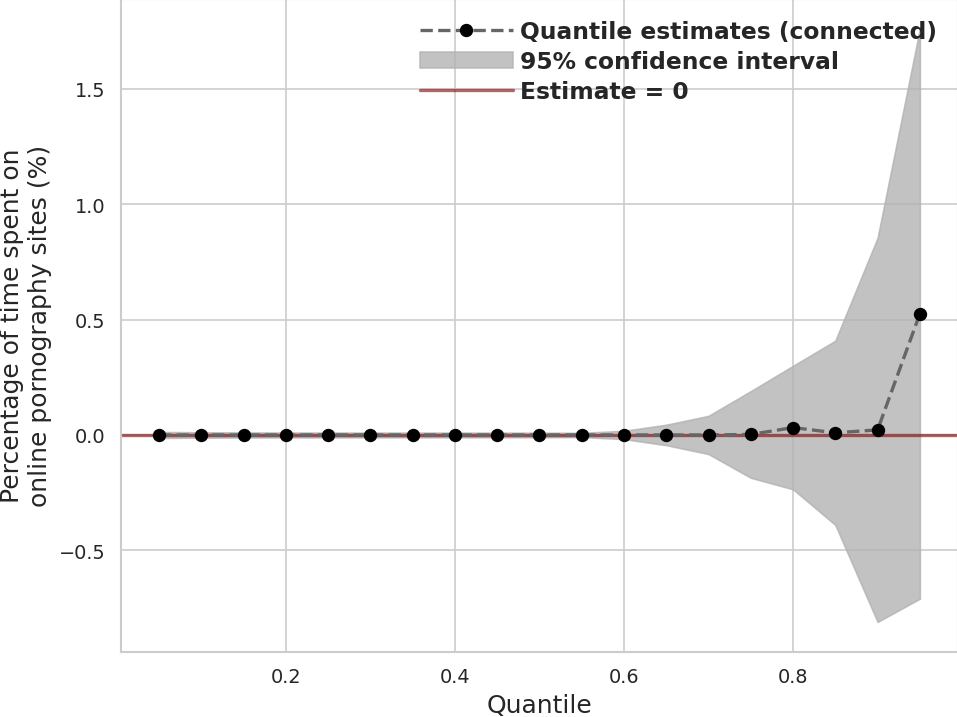 Quantile estimates (connected)
95% confidence interval
Estimate = 0
Percentage of time spent on
online pornography sites (%)
1.5
1.0
0.5
0.0
−0.5
0.2
0.4
0.6
0.8
Quantile